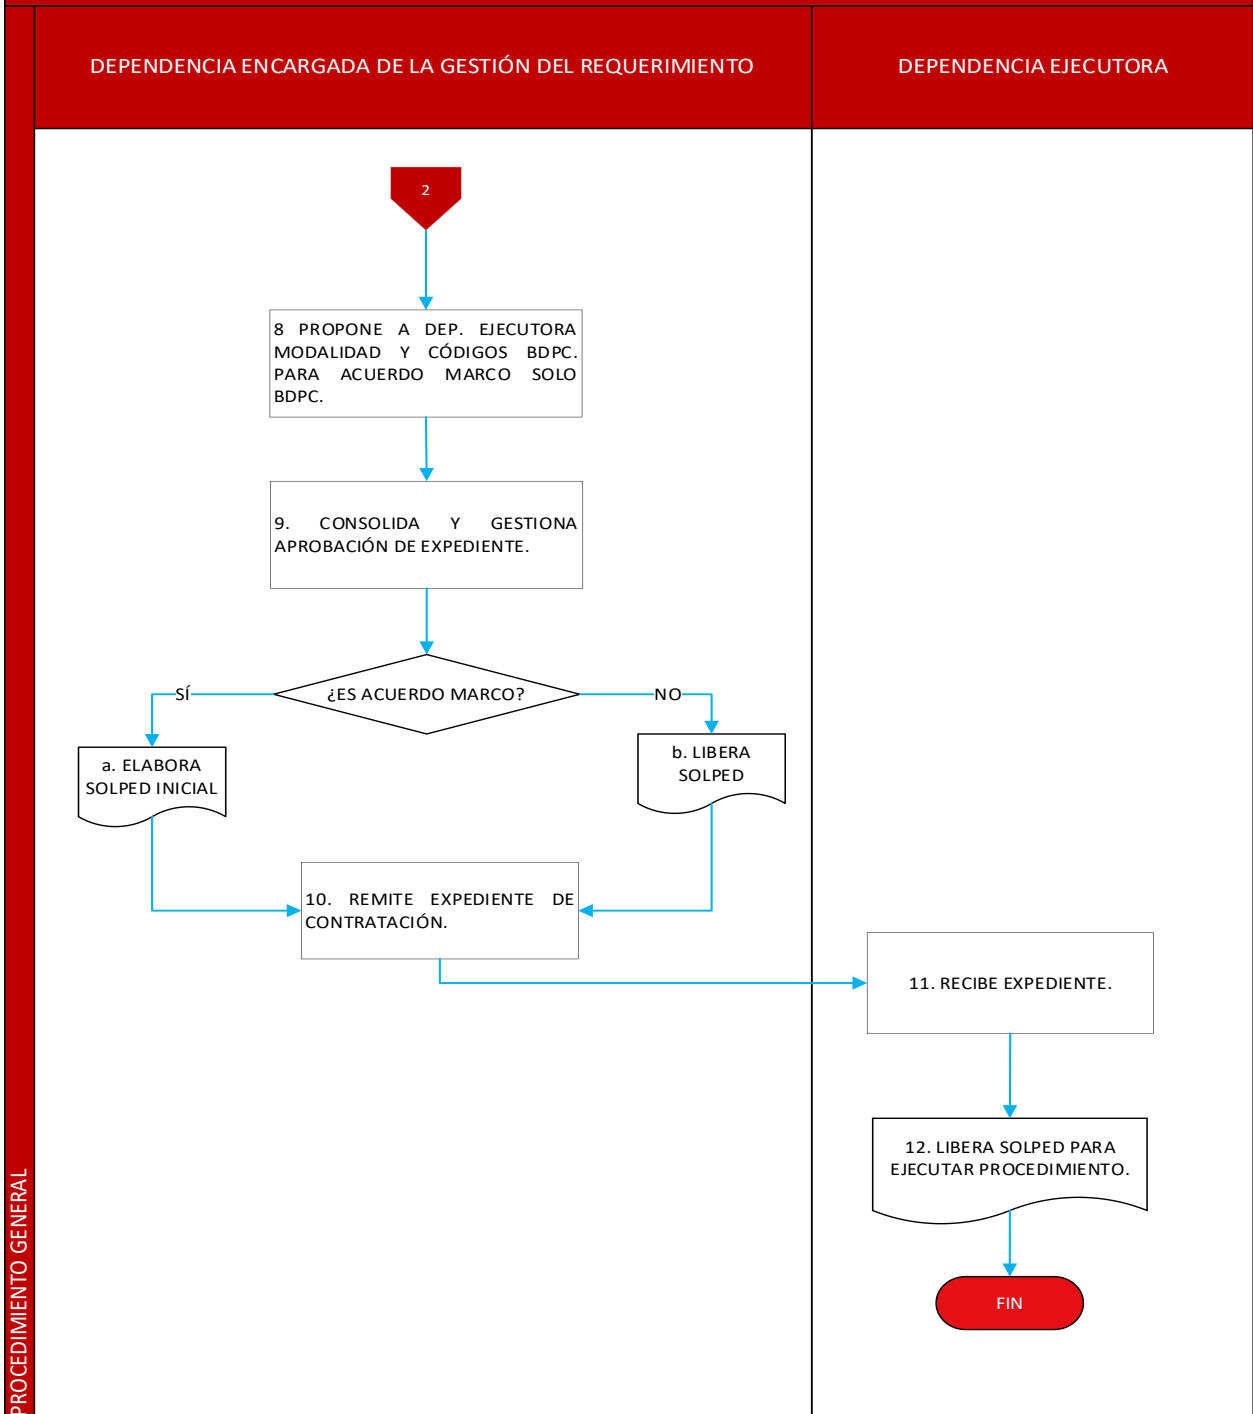 DEPENDENCIA ENCARGADA DE LA GESTIÓN DEL REQUERIMIENTO
DEPENDENCIA EJECUTORA
2
8 PROPONE A DEP. EJECUTORA
MODALIDAD Y CÓDIGOS BDPC.
PARA ACUERDO MARCO SOLO
BDPC.
9. CONSOLIDA Y GESTIONA
APROBACIÓN DE EXPEDIENTE.
¿ES ACUERDO MARCO?
SÍ
NO
a. ELABORA
SOLPED INICIAL
b. LIBERA
SOLPED
10. REMITE EXPEDIENTE DE
CONTRATACIÓN.
11. RECIBE EXPEDIENTE.
12. LIBERA SOLPED PARA
EJECUTAR PROCEDIMIENTO.
FIN
PROCEDIMIENTO GENERAL